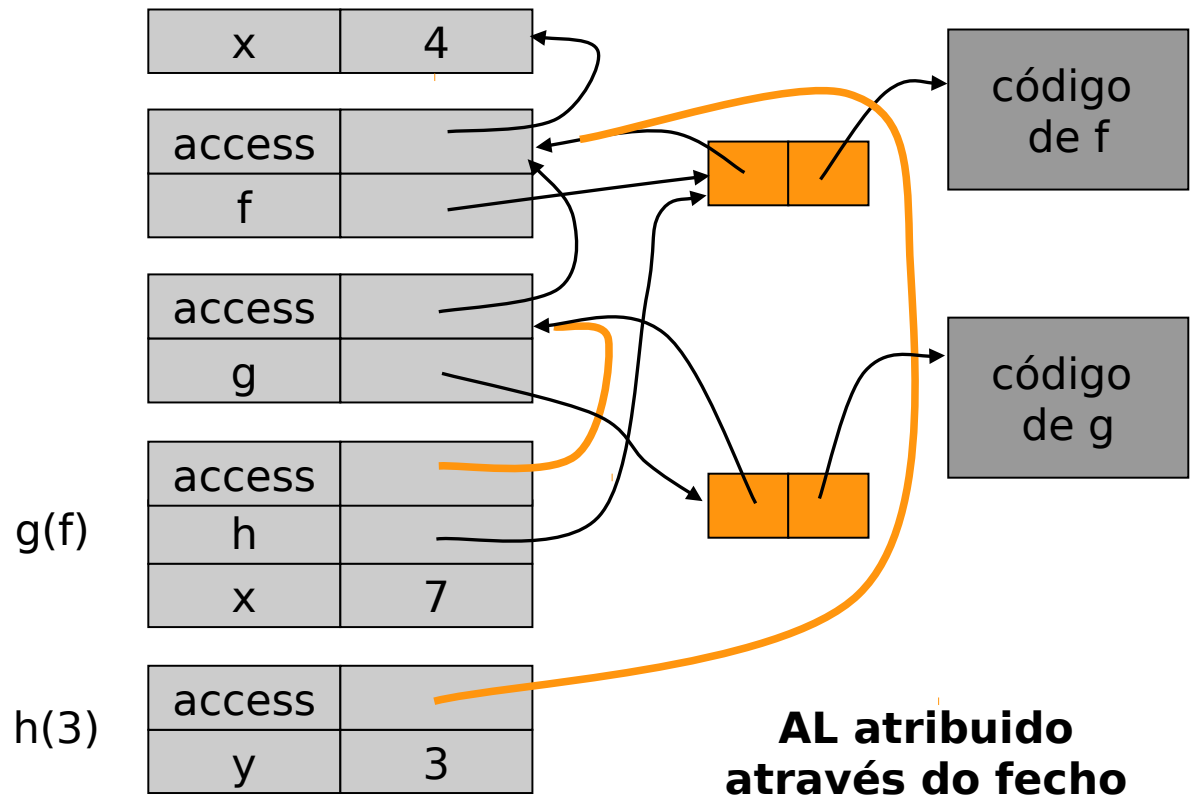 x 4
access
f
access
g
g(f)
access
h
x 7
h(3)
access
y 3
código
de f
código
de g
AL atribuido
através do fecho